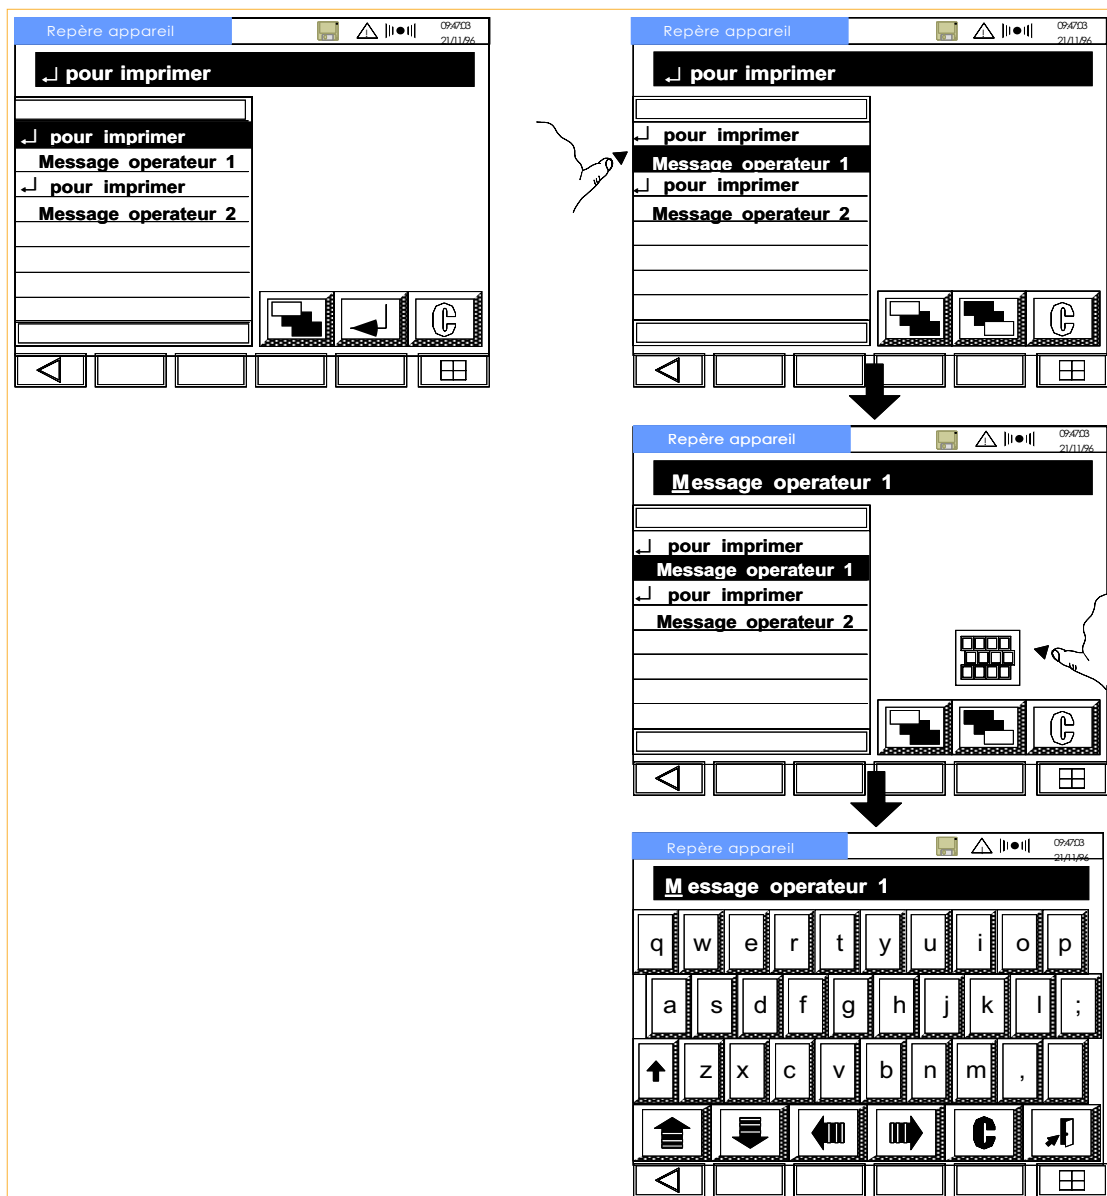 Repère appareil
09:47:03
21/11/96
↵ pour imprimer
↵ pour imprimer
Message operateur 1
↵ pour imprimer
Message operateur 2
C
Repère appareil
09:47:03
21/11/96
↵ pour imprimer
↵ pour imprimer
Message operateur 1
↵ pour imprimer
Message operateur 2
C
Repère appareil
09:47:03
21/11/96
Message operateur 1
↵ pour imprimer
Message operateur 1
↵ pour imprimer
Message operateur 2
C
Repère appareil
09:47:03
21/11/96
M essage operateur 1
q w e r t y u i o p
a s d f g h j k l ;
z x c v b n m ,
C